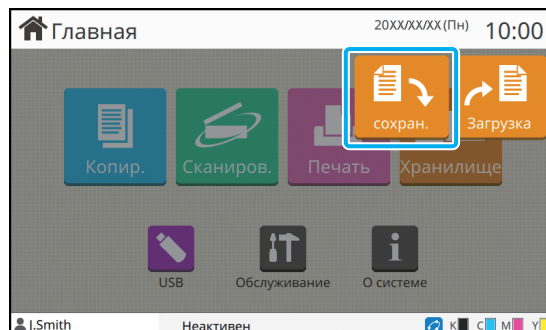 Главная
20XX/XX/XX (Пн) 10:00
сохран. Загрузка
Копир. Сканиров. Печать Хранилище
USB Обслуживание О системе
J.Smith Неактивен K C M Y